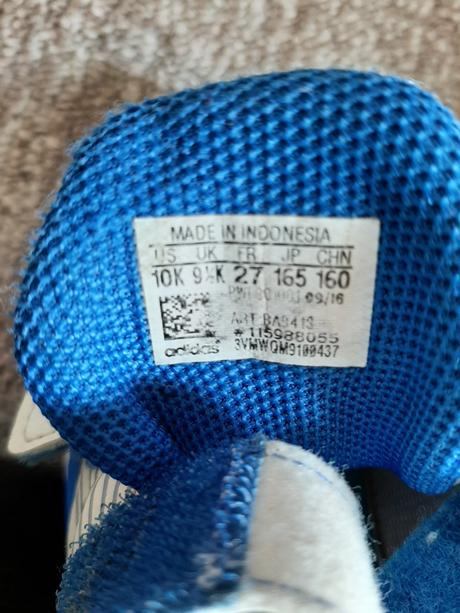 MADE IN INDONESIA
US UK FR JP CHN
10K 9½K 27 165 160
09/16
ART BA9413
#115988055
adidas 3VMWQM9100437